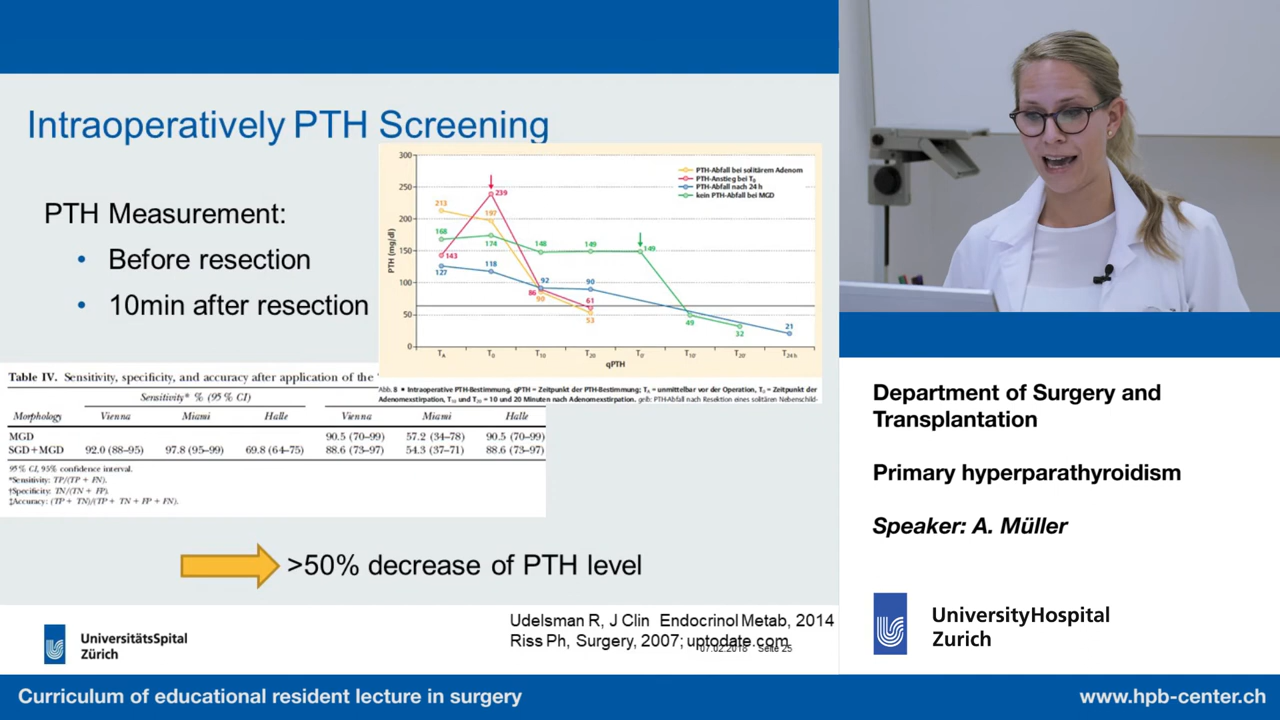 Intraoperatively PTH Screening
PTH Measurement:
• Before resection
• 10min after resection
300
250
200
150
100
50
0
PTH (mg/dl)
PTH-Abfall bei solitärem Adenom
PTH-Anstieg bei T0
PTH-Abfall nach 24 h
kein PTH-Abfall bei MGD
213
197
239
168
174
148
149
149
143
127
118
92
86
90
90
61
53
49
32
21
TA
T0
T10
T20
T0'
T10'
T20'
T24 h
qPTH
Abb. 8 • Intraoperative PTH-Bestimmung. qPTH = Zeitpunkt der PTH-Bestimmung; TA = unmittelbar vor der Operation, T0 = Zeitpunkt der
Adenomexstirpation, T10 und T20 = 10 und 20 Minuten nach Adenomexstirpation. gelb: PTH-Abfall nach Resektion eines solitären Nebenschild-
Table IV. Sensitivity, specificity, and accuracy after application of the
Sensitivity* % (95 % CI)
Morphology Vienna Miami Halle Vienna Miami Halle
MGD 90.5 (70–99) 57.2 (34–78) 90.5 (70–99)
SGD+MGD 92.0 (88–95) 97.8 (95–99) 69.8 (64–75) 88.6 (73–97) 54.3 (37–71) 88.6 (73–97)
95 % CI, 95% confidence interval.
*Sensitivity: TP/(TP + FN).
†Specificity: TN/(TN + FP).
‡Accuracy: (TP + TN)/(TP + TN + FP + FN).
>50% decrease of PTH level
Udelsman R, J Clin Endocrinol Metab, 2014
Riss Ph, Surgery, 2007; uptodate.com
07.02.2018 Seite 25
UniversitätsSpital
Zürich
Department of Surgery and
Transplantation
Primary hyperparathyroidism
Speaker: A. Müller
UniversityHospital
Zurich
Curriculum of educational resident lecture in surgery
www.hpb-center.ch